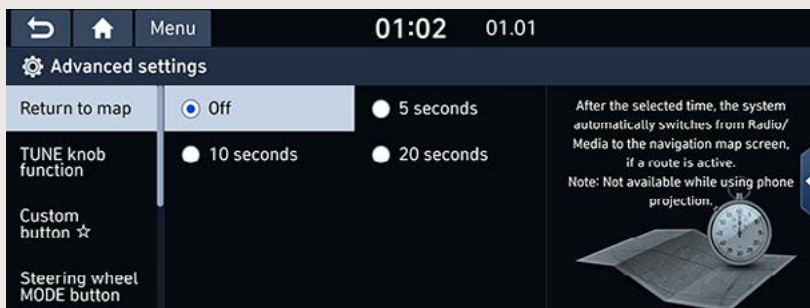 Menu
01:02 01.01
Advanced settings
Return to map
Off
5 seconds
10 seconds
20 seconds
TUNE knob
function
Custom
button ☆
Steering wheel
MODE button
After the selected time, the system
automatically switches from Radio/
Media to the navigation map screen,
if a route is active.
Note: Not available while using phone
projection.